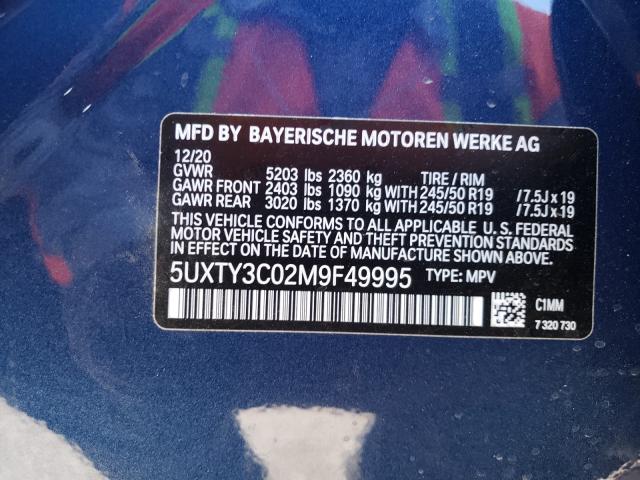 MFD BY BAYERISCHE MOTOREN WERKE AG
12/20
GVWR 5203 lbs 2360 kg TIRE / RIM
GAWR FRONT 2403 lbs 1090 kg WITH 245/50 R19 /7.5J x 19
GAWR REAR 3020 lbs 1370 kg WITH 245/50 R19 /7.5J x 19
THIS VEHICLE CONFORMS TO ALL APPLICABLE U. S. FEDERAL
MOTOR VEHICLE SAFETY AND THEFT PREVENTION STANDARDS
IN EFFECT ON THE DATE OF MANUFACTURE SHOWN ABOVE.
5UXTY3C02M9F49995 TYPE: MPV
C1MM
7 320 730